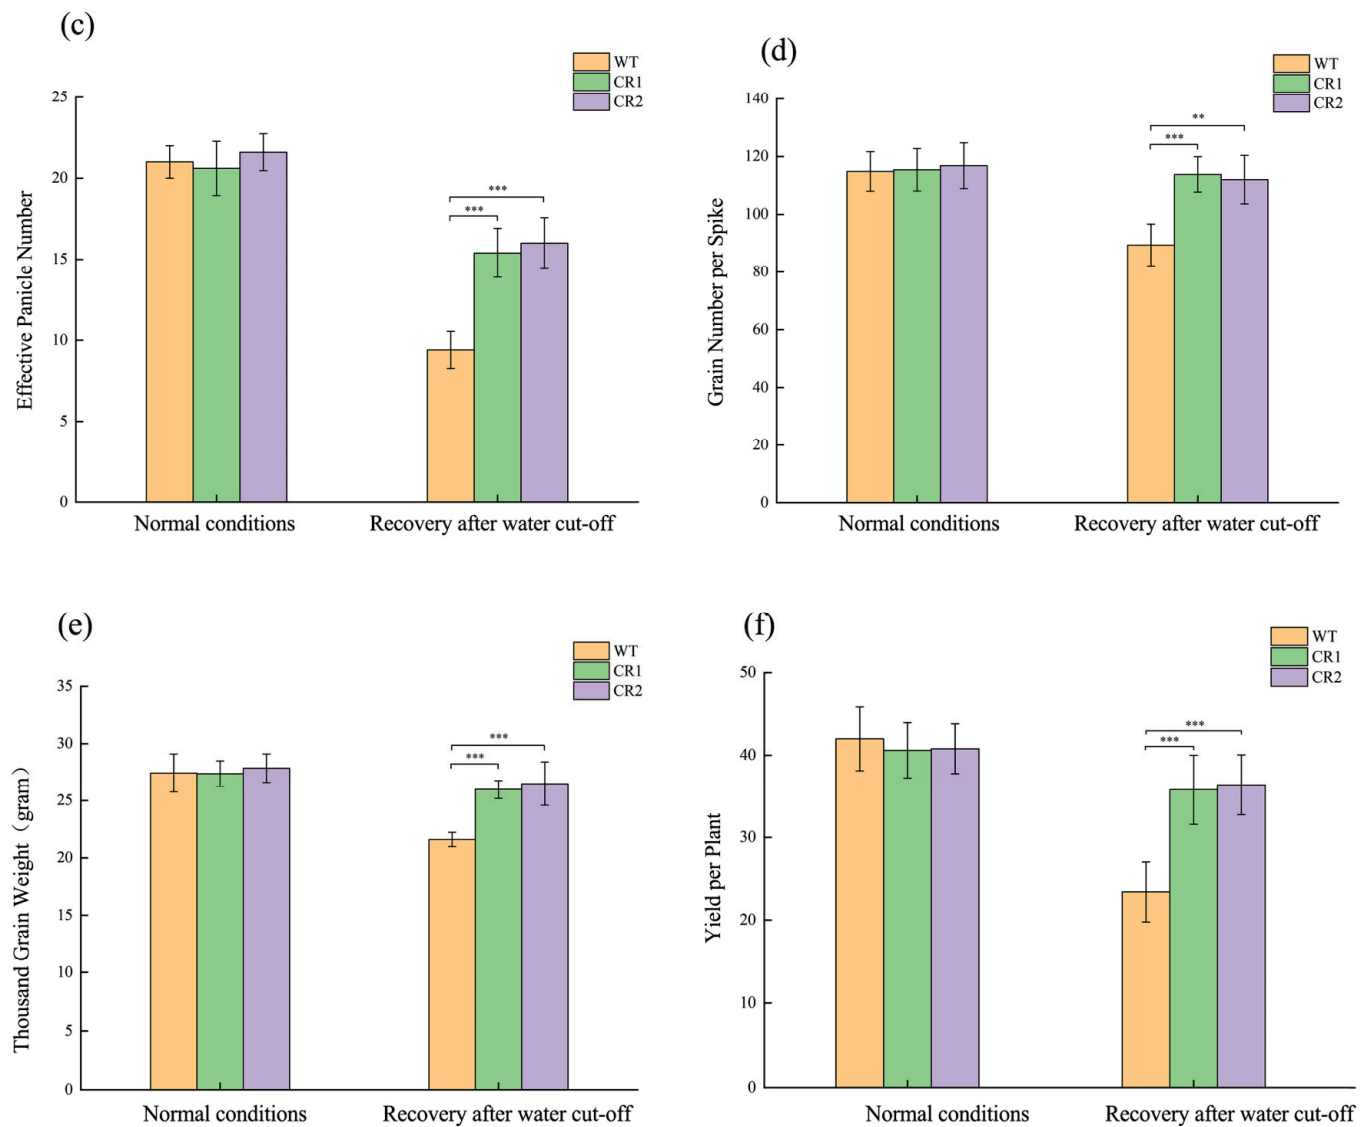 (c)
WT
CR1
CR2
25
20
15
10
5
0
Effective Panicle Number
***
***
Normal conditions
Recovery after water cut-off
(d)
WT
CR1
CR2
140
120
100
80
60
40
20
0
Grain Number per Spike
**
***
Normal conditions
Recovery after water cut-off
(e)
WT
CR1
CR2
35
30
25
20
15
10
5
0
Thousand Grain Weight（gram）
***
***
Normal conditions
Recovery after water cut-off
(f)
WT
CR1
CR2
50
40
30
20
10
0
Yield per Plant
***
***
Normal conditions
Recovery after water cut-off